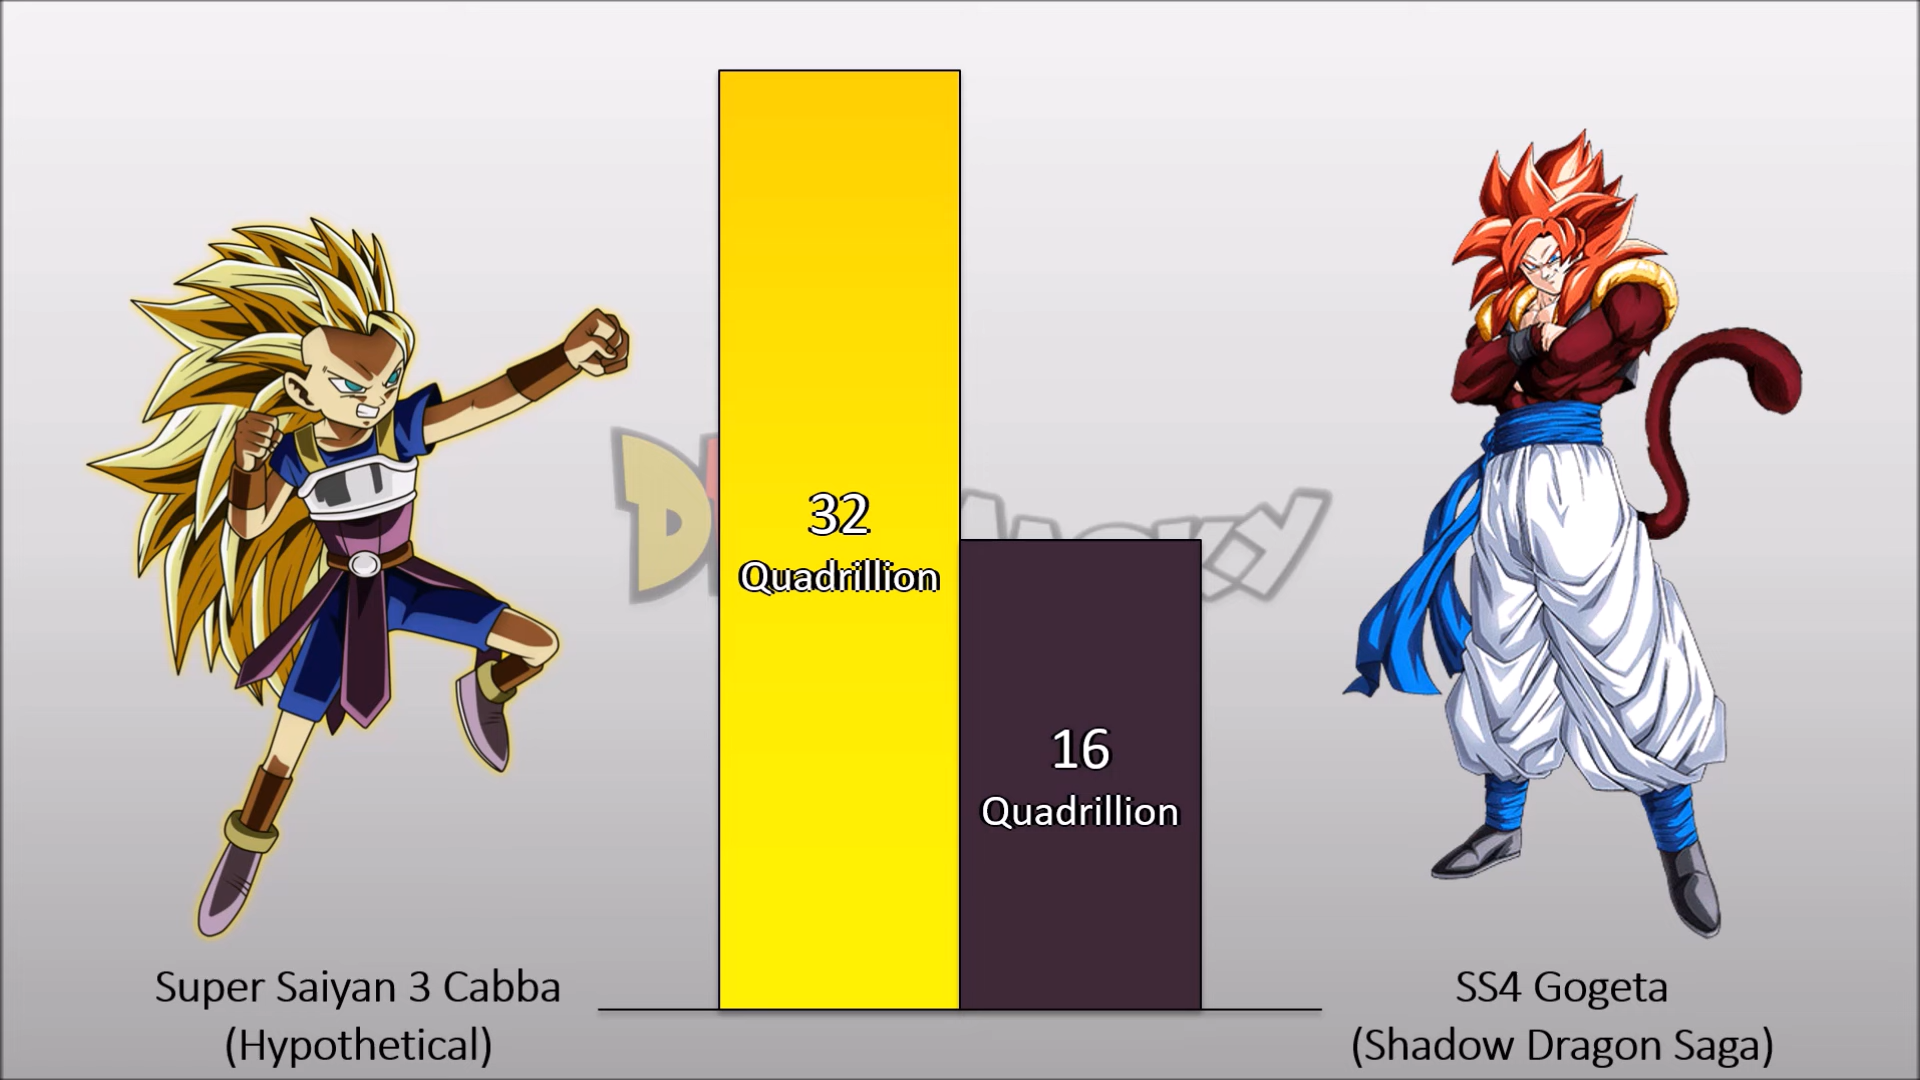 32
Quadrillion
16
Quadrillion
Super Saiyan 3 Cabba
(Hypothetical)
SS4 Gogeta
(Shadow Dragon Saga)